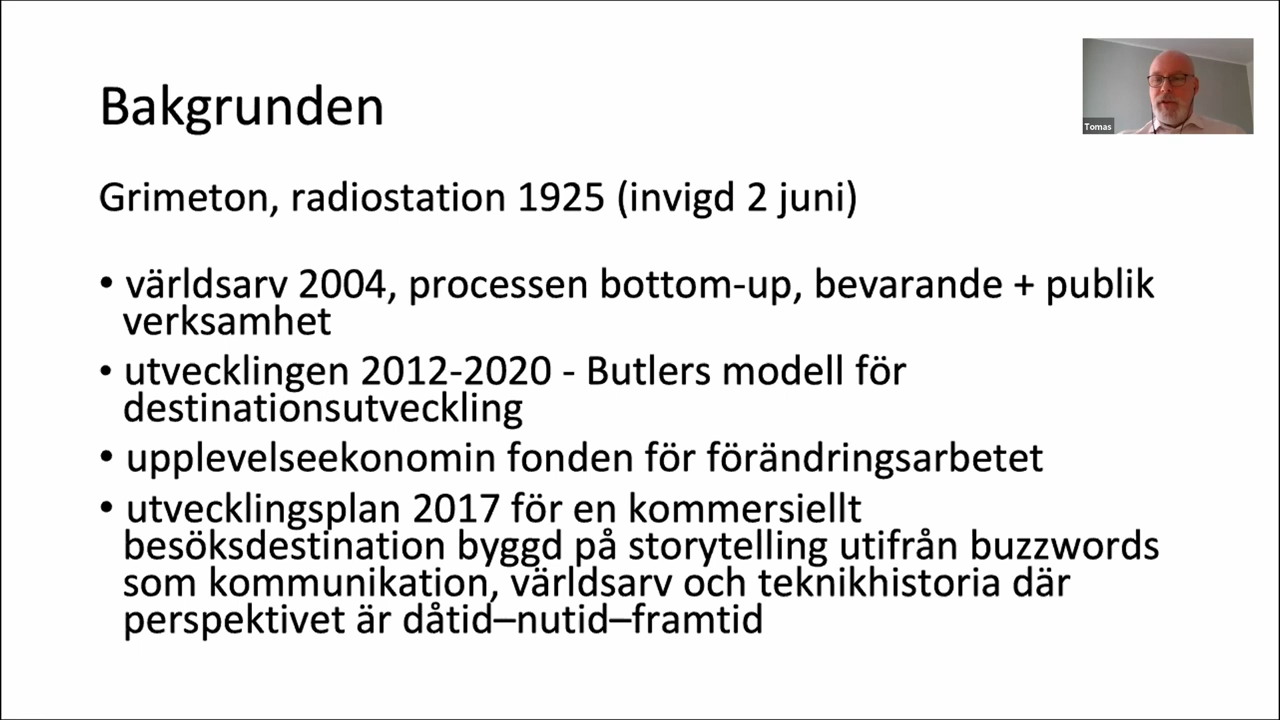 Bakgrunden
Tomas
Grimeton, radiostation 1925 (invigd 2 juni)
• världsarv 2004, processen bottom-up, bevarande + publik
verksamhet
• utvecklingen 2012-2020 - Butlers modell för
destinationsutveckling
• upplevelseekonomin fonden för förändringsarbetet
• utvecklingsplan 2017 för en kommersiellt
besöksdestination byggd på storytelling utifrån buzzwords
som kommunikation, världsarv och teknikhistoria där
perspektivet är dåtid–nutid–framtid